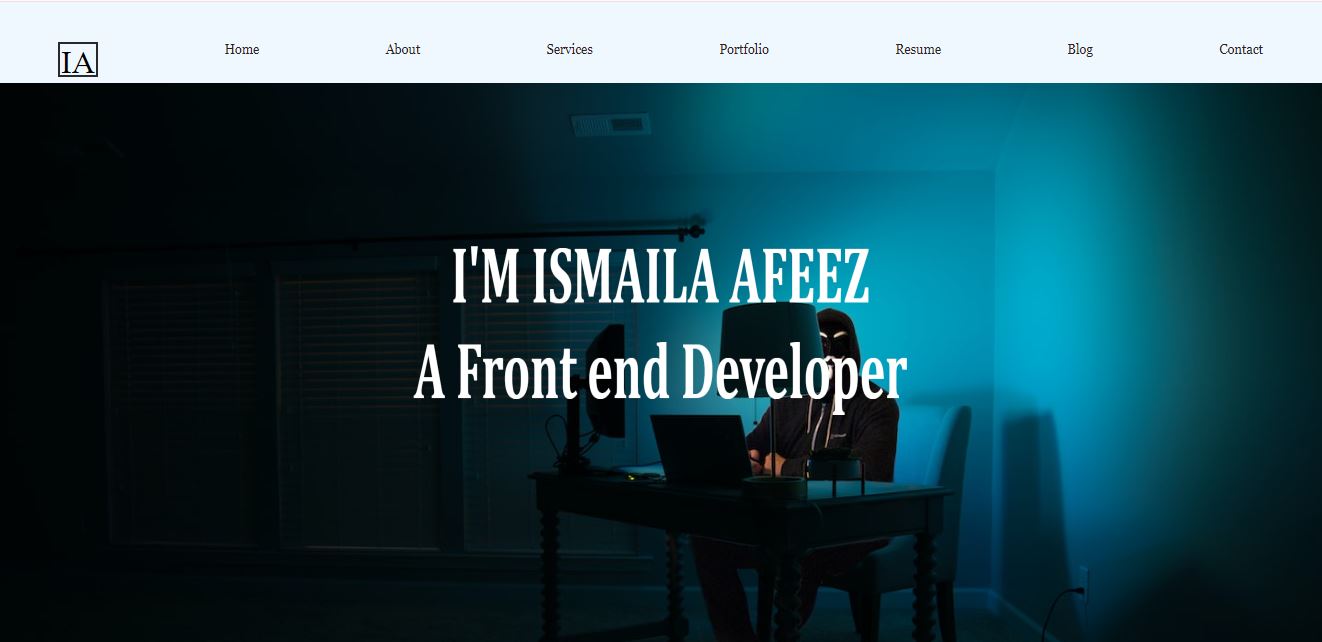 IA
Home
About
Services
Portfolio
Resume
Blog
Contact
I'M ISMAILA AFEEZ
A Front end Developer